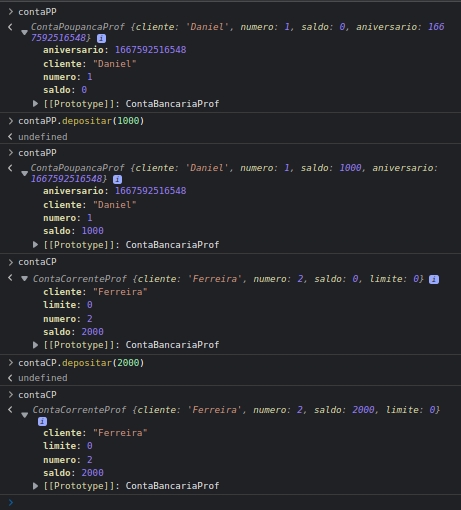 > contaPP
< ▼ ContaPoupancaProf {cliente: 'Daniel', numero: 1, saldo: 0, aniversario: 166
7592516548} i
aniversario: 1667592516548
cliente: "Daniel"
numero: 1
saldo: 0
▶ [[Prototype]]: ContaBancariaProf
> contaPP.depositar(1000)
< undefined
> contaPP
< ▼ ContaPoupancaProf {cliente: 'Daniel', numero: 1, saldo: 1000, aniversario:
1667592516548} i
aniversario: 1667592516548
cliente: "Daniel"
numero: 1
saldo: 1000
▶ [[Prototype]]: ContaBancariaProf
> contaCP
< ▼ ContaCorrenteProf {cliente: 'Ferreira', numero: 2, saldo: 0, limite: 0} i
cliente: "Ferreira"
limite: 0
numero: 2
saldo: 2000
▶ [[Prototype]]: ContaBancariaProf
> contaCP.depositar(2000)
< undefined
> contaCP
< ▼ ContaCorrenteProf {cliente: 'Ferreira', numero: 2, saldo: 2000, limite: 0}
i
cliente: "Ferreira"
limite: 0
numero: 2
saldo: 2000
▶ [[Prototype]]: ContaBancariaProf
>